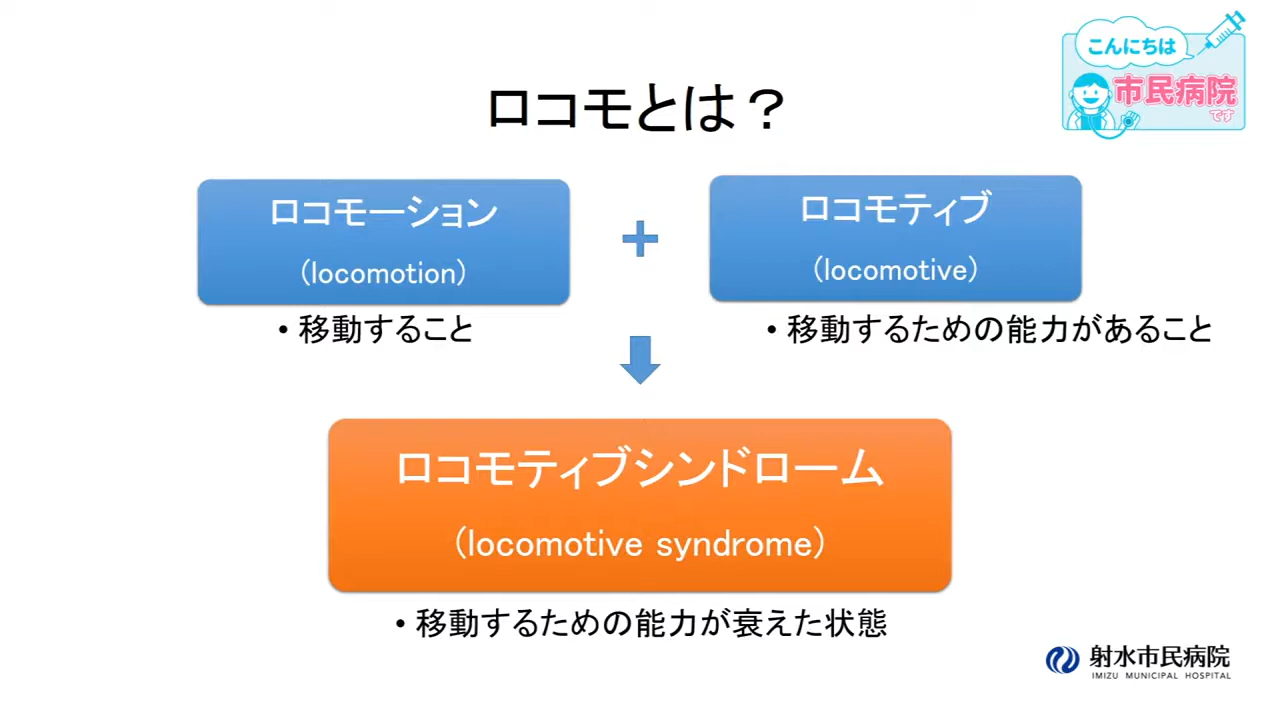 こんにちは
市民病院
です
ロコモとは？
ロコモーション
（locomotion）
+
ロコモティブ
（locomotive）
• 移動すること
• 移動するための能力があること
ロコモティブシンドローム
（locomotive syndrome）
• 移動するための能力が衰えた状態
射水市民病院
IMIZU MUNICIPAL HOSPITAL